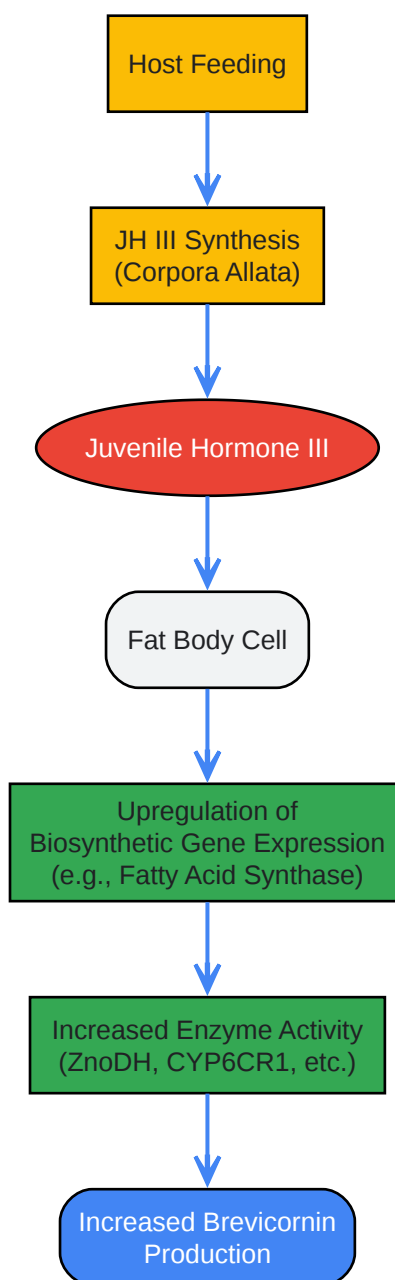 Host Feeding
JH III Synthesis
(Corpora Allata)
Juvenile Hormone III
Fat Body Cell
Upregulation of
Biosynthetic Gene Expression
(e.g., Fatty Acid Synthase)
Increased Enzyme Activity
(ZnoDH, CYP6CR1, etc.)
Increased Brevicornin
Production